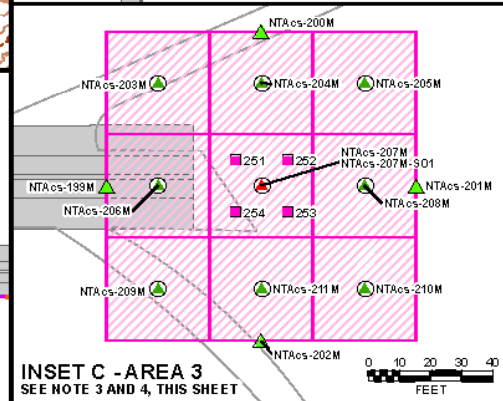 NTAcs-200M
NTAcs-203M
NTAcs-204M
NTAcs-205M
NTAcs-207M
NTAcs-207M-S01
251
252
NTAcs-199M
NTAcs-201M
NTAcs-206M
254
253
NTAcs-208M
NTAcs-209M
NTAcs-211M
NTAcs-210M
NTAcs-202M
INSET C - AREA 3
SEE NOTE 3 AND 4, THIS SHEET
0 10 20 30 40
FEET